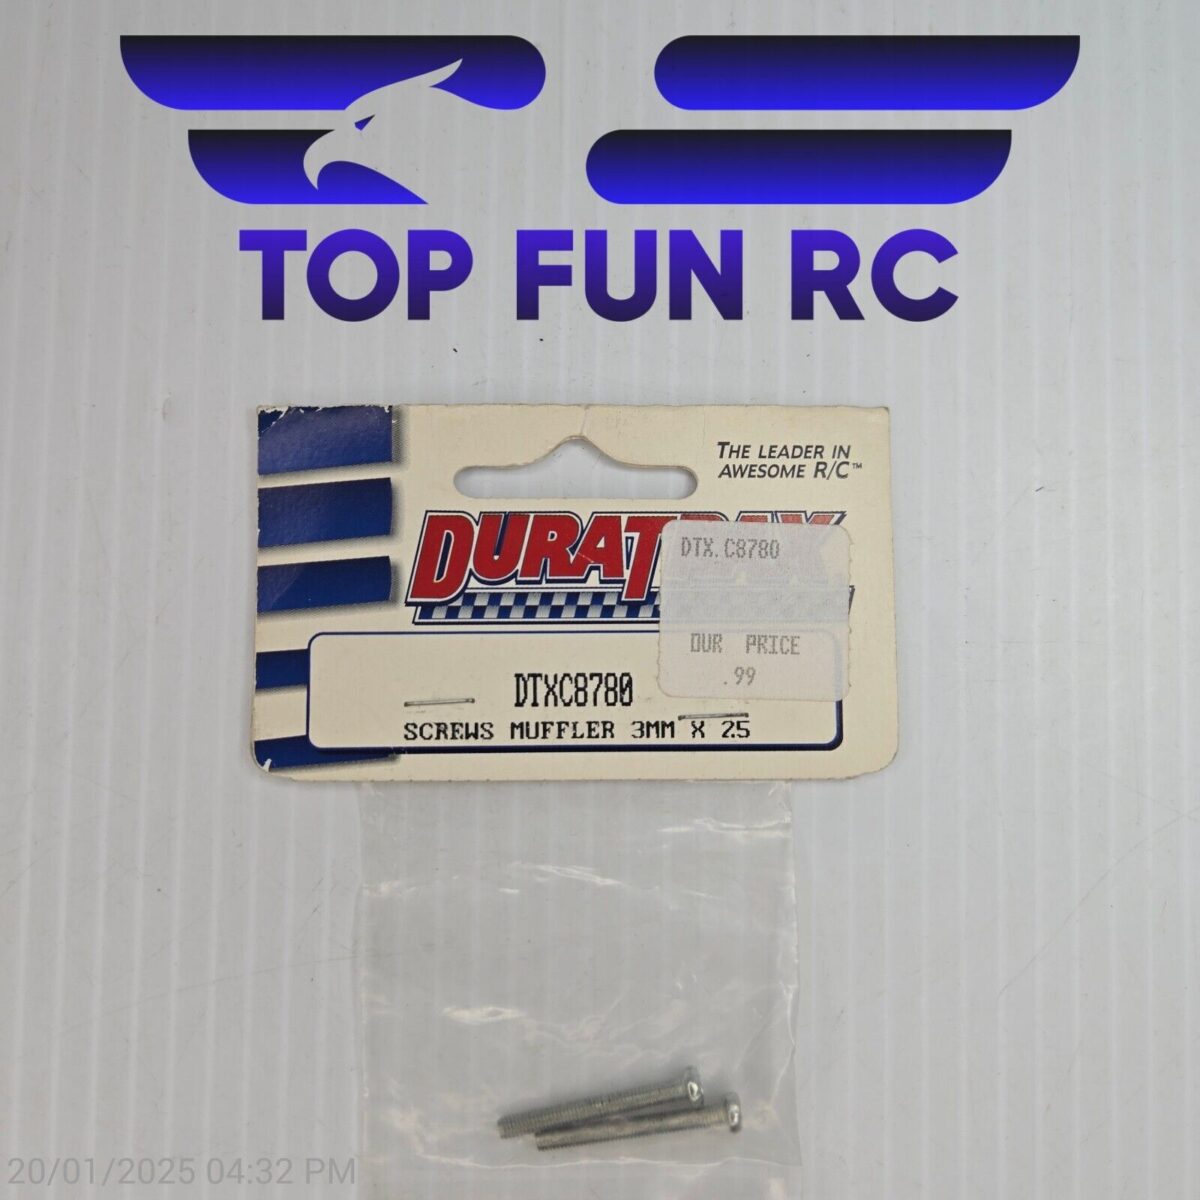 TOP FUN RC
THE LEADER IN
AWESOME R/C™
DURATRAX
DTX.C8780
OUR PRICE
.99
DTXC8780
SCREWS MUFFLER 3MM X 25
20/01/2025 04:32 PM